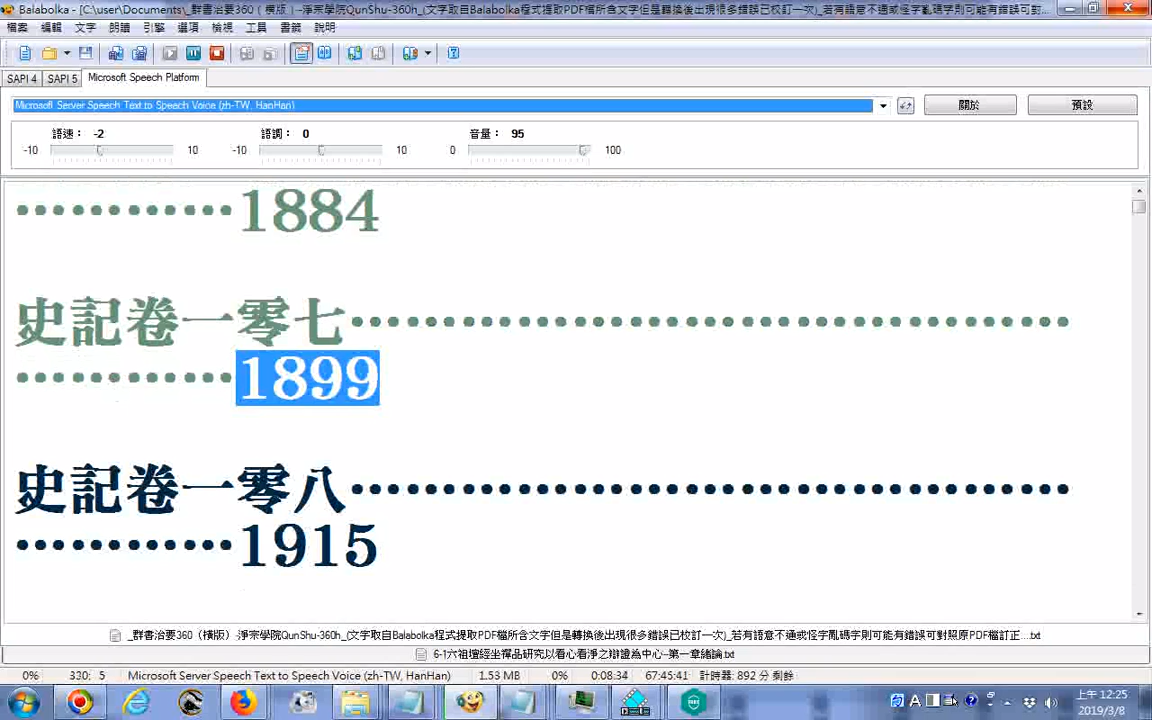 Balabolka - [C:\user\Documents\_群書治要360（橫版）-淨宗學院QunShu-360h_(文字取自Balabolka程式提取PDF檔所含文字但是轉換後出現很多錯誤已校訂一次)_若有語意不通或怪字亂碼字則可能有錯誤可對...
檔案 編輯 文字 朗讀 引擎 選項 檢視 工具 書籤 說明
SAPI 4 SAPI 5 Microsoft Speech Platform
Microsoft Server Speech Text to Speech Voice (zh-TW, HanHan) 關於 預設
語速： -2 語調： 0 音量： 95
-10 10 -10 10 0 100
············1884
史記卷一零七·······································
············1899
史記卷一零八·······································
············1915
_群書治要360（橫版）-淨宗學院QunShu-360h_(文字取自Balabolka程式提取PDF檔所含文字但是轉換後出現很多錯誤已校訂一次)_若有語意不通或怪字亂碼字則可能有錯誤可對照原PDF檔訂正....txt
6-1六祖壇經坐禪品研究以看心看淨之辯證為中心--第一章緒論.txt
0% 330: 5 Microsoft Server Speech Text to Speech Voice (zh-TW, HanHan) 1.53 MB 0% 0:08:34 67:45:41 計時器: 892 分 剩餘
上午 12:25
2019/3/8